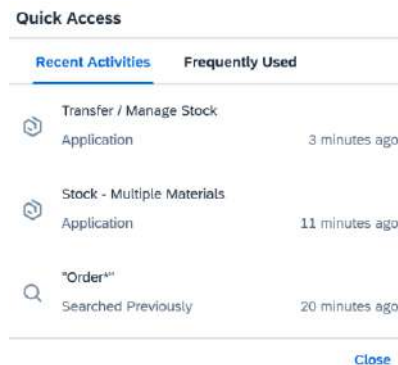 Quick Access
Recent Activities Frequently Used
Transfer / Manage Stock
Application 3 minutes ago
Stock - Multiple Materials
Application 11 minutes ago
"Order*"
Searched Previously 20 minutes ago
Close